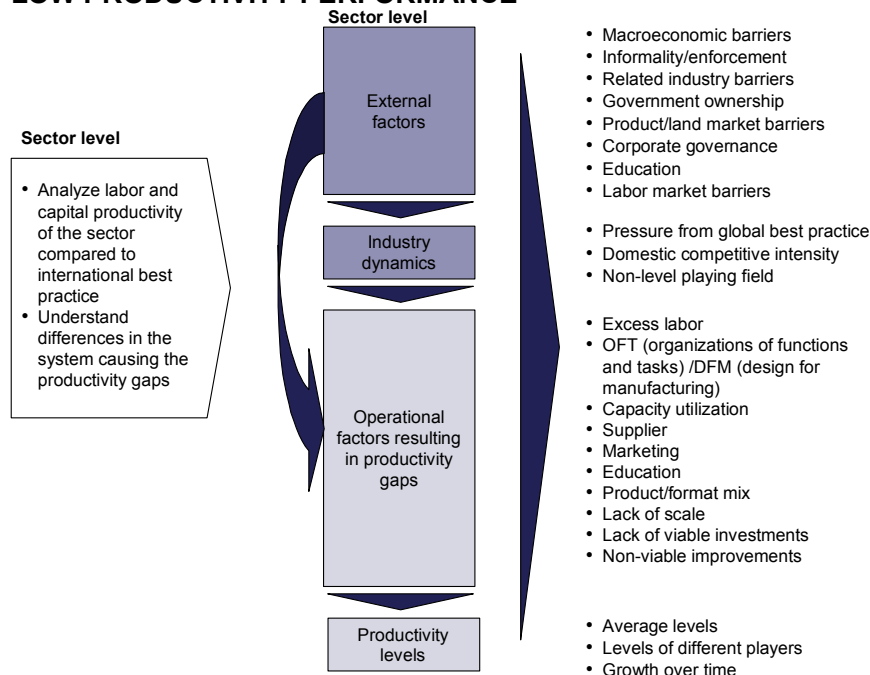 LOW PRODUCTIVITY PERFORMANCE
Sector level
Sector level
• Analyze labor and
capital productivity
of the sector
compared to
international best
practice
• Understand
differences in the
system causing the
productivity gaps
External
factors
Industry
dynamics
Operational
factors resulting
in productivity
gaps
Productivity
levels
• Macroeconomic barriers
• Informality/enforcement
• Related industry barriers
• Government ownership
• Product/land market barriers
• Corporate governance
• Education
• Labor market barriers
• Pressure from global best practice
• Domestic competitive intensity
• Non-level playing field
• Excess labor
• OFT (organizations of functions
and tasks) /DFM (design for
manufacturing)
• Capacity utilization
• Supplier
• Marketing
• Education
• Product/format mix
• Lack of scale
• Lack of viable investments
• Non-viable improvements
• Average levels
• Levels of different players
• Growth over time